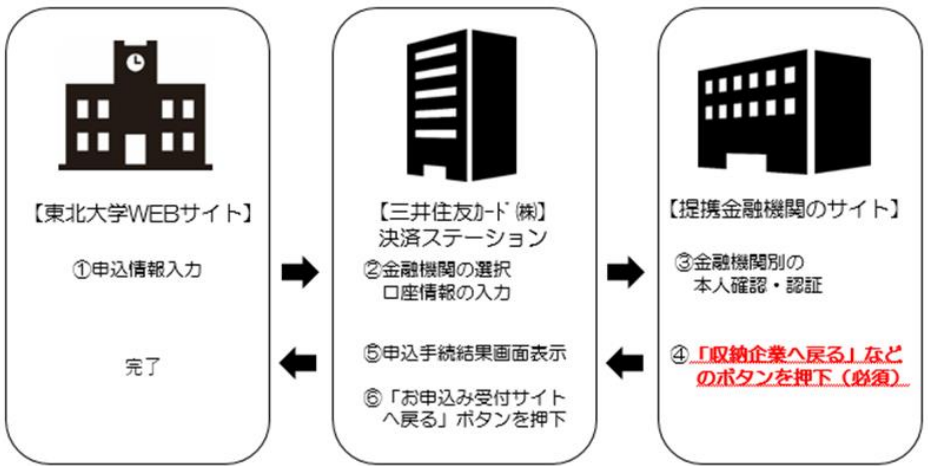 【東北大学WEBサイト】
①申込情報入力
完了
【三井住友ｶｰﾄﾞ㈱】
決済ステーション
②金融機関の選択
口座情報の入力
⑤申込手続結果画面表示
⑥「お申込み受付サイト
へ戻る」ボタンを押下
【提携金融機関のサイト】
③金融機関別の
本人確認・認証
④「収納企業へ戻る」など
のボタンを押下（必須）